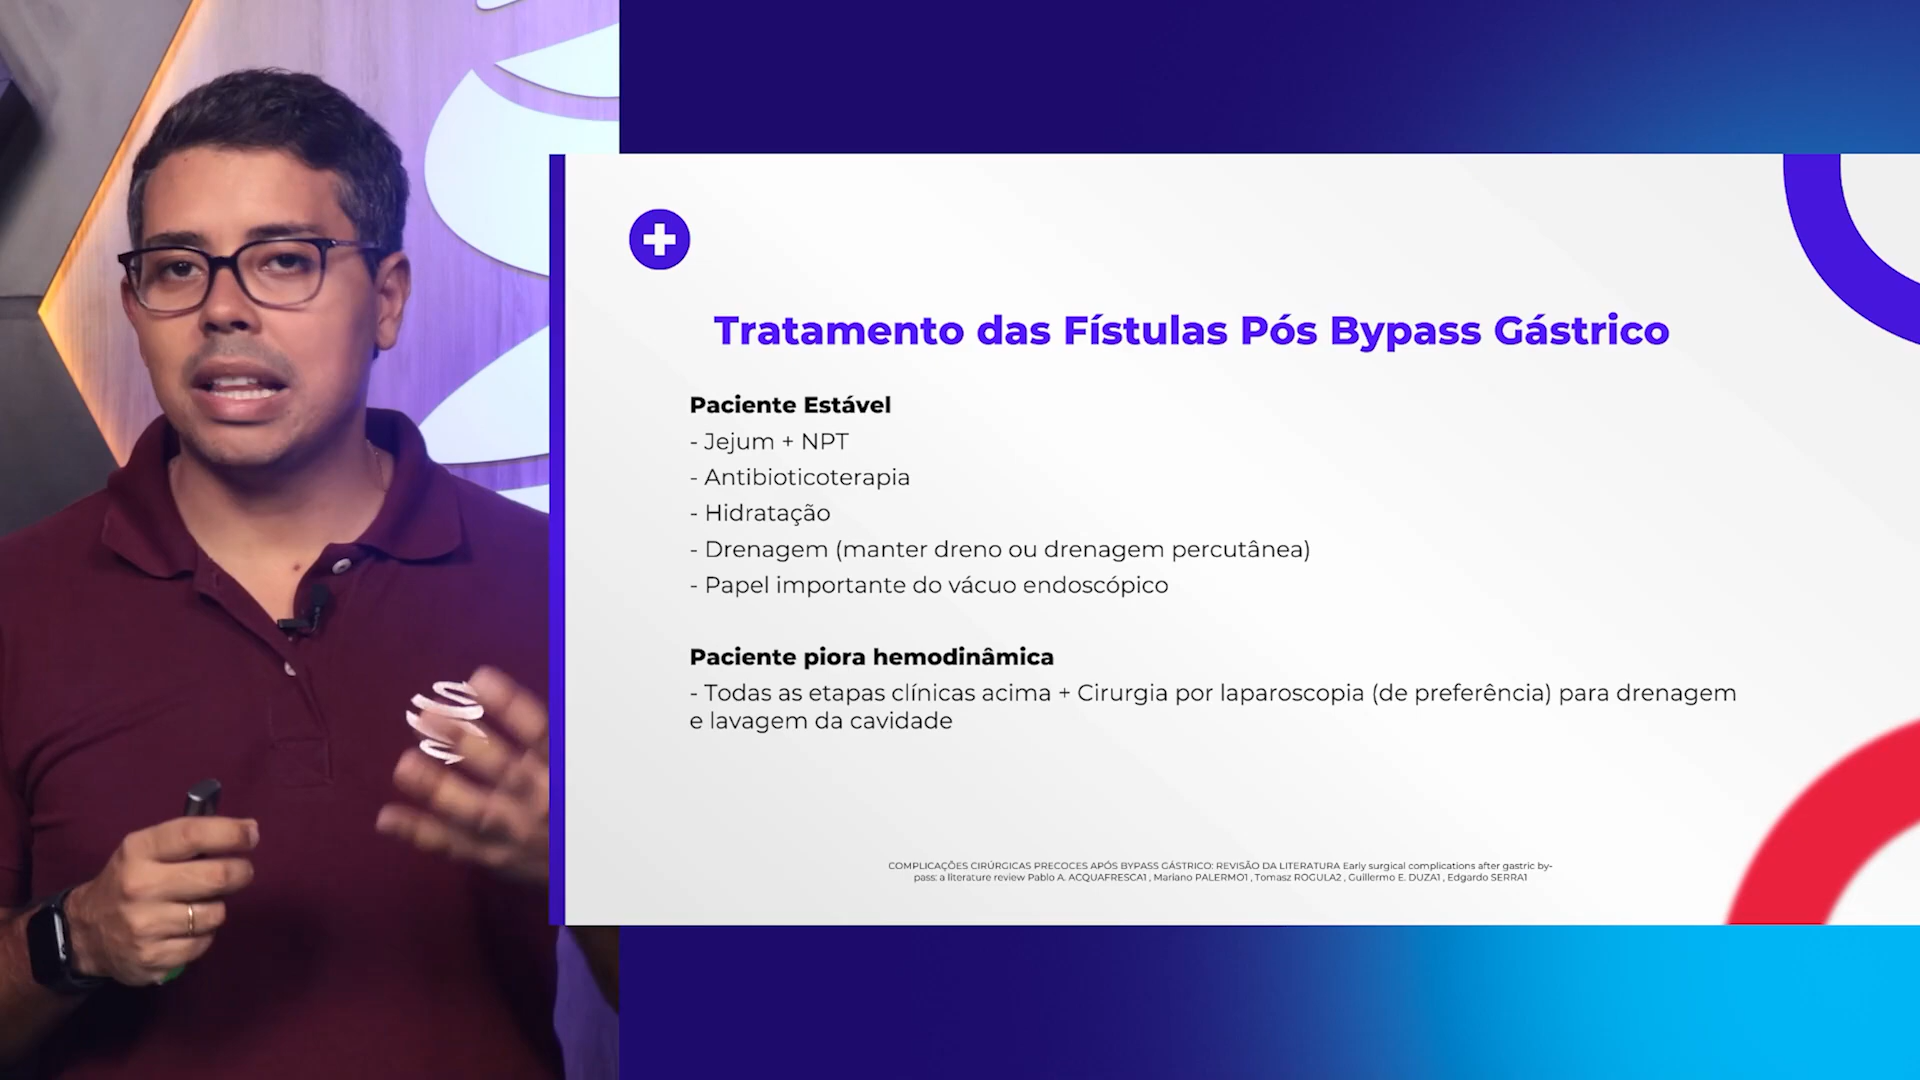 Tratamento das Fístulas Pós Bypass Gástrico
Paciente Estável
- Jejum + NPT
- Antibioticoterapia
- Hidratação
- Drenagem (manter dreno ou drenagem percutânea)
- Papel importante do vácuo endoscópico
Paciente piora hemodinâmica
- Todas as etapas clínicas acima + Cirurgia por laparoscopia (de preferência) para drenagem
e lavagem da cavidade
COMPLICAÇÕES CIRÚRGICAS PRECOCES APÓS BYPASS GÁSTRICO: REVISÃO DA LITERATURA Early surgical complications after gastric by-
pass: a literature review Pablo A. ACQUAFRESCA1 , Mariano PALERMO1 , Tomasz ROGULA2 , Guillermo E. DUZA1 , Edgardo SERRA1